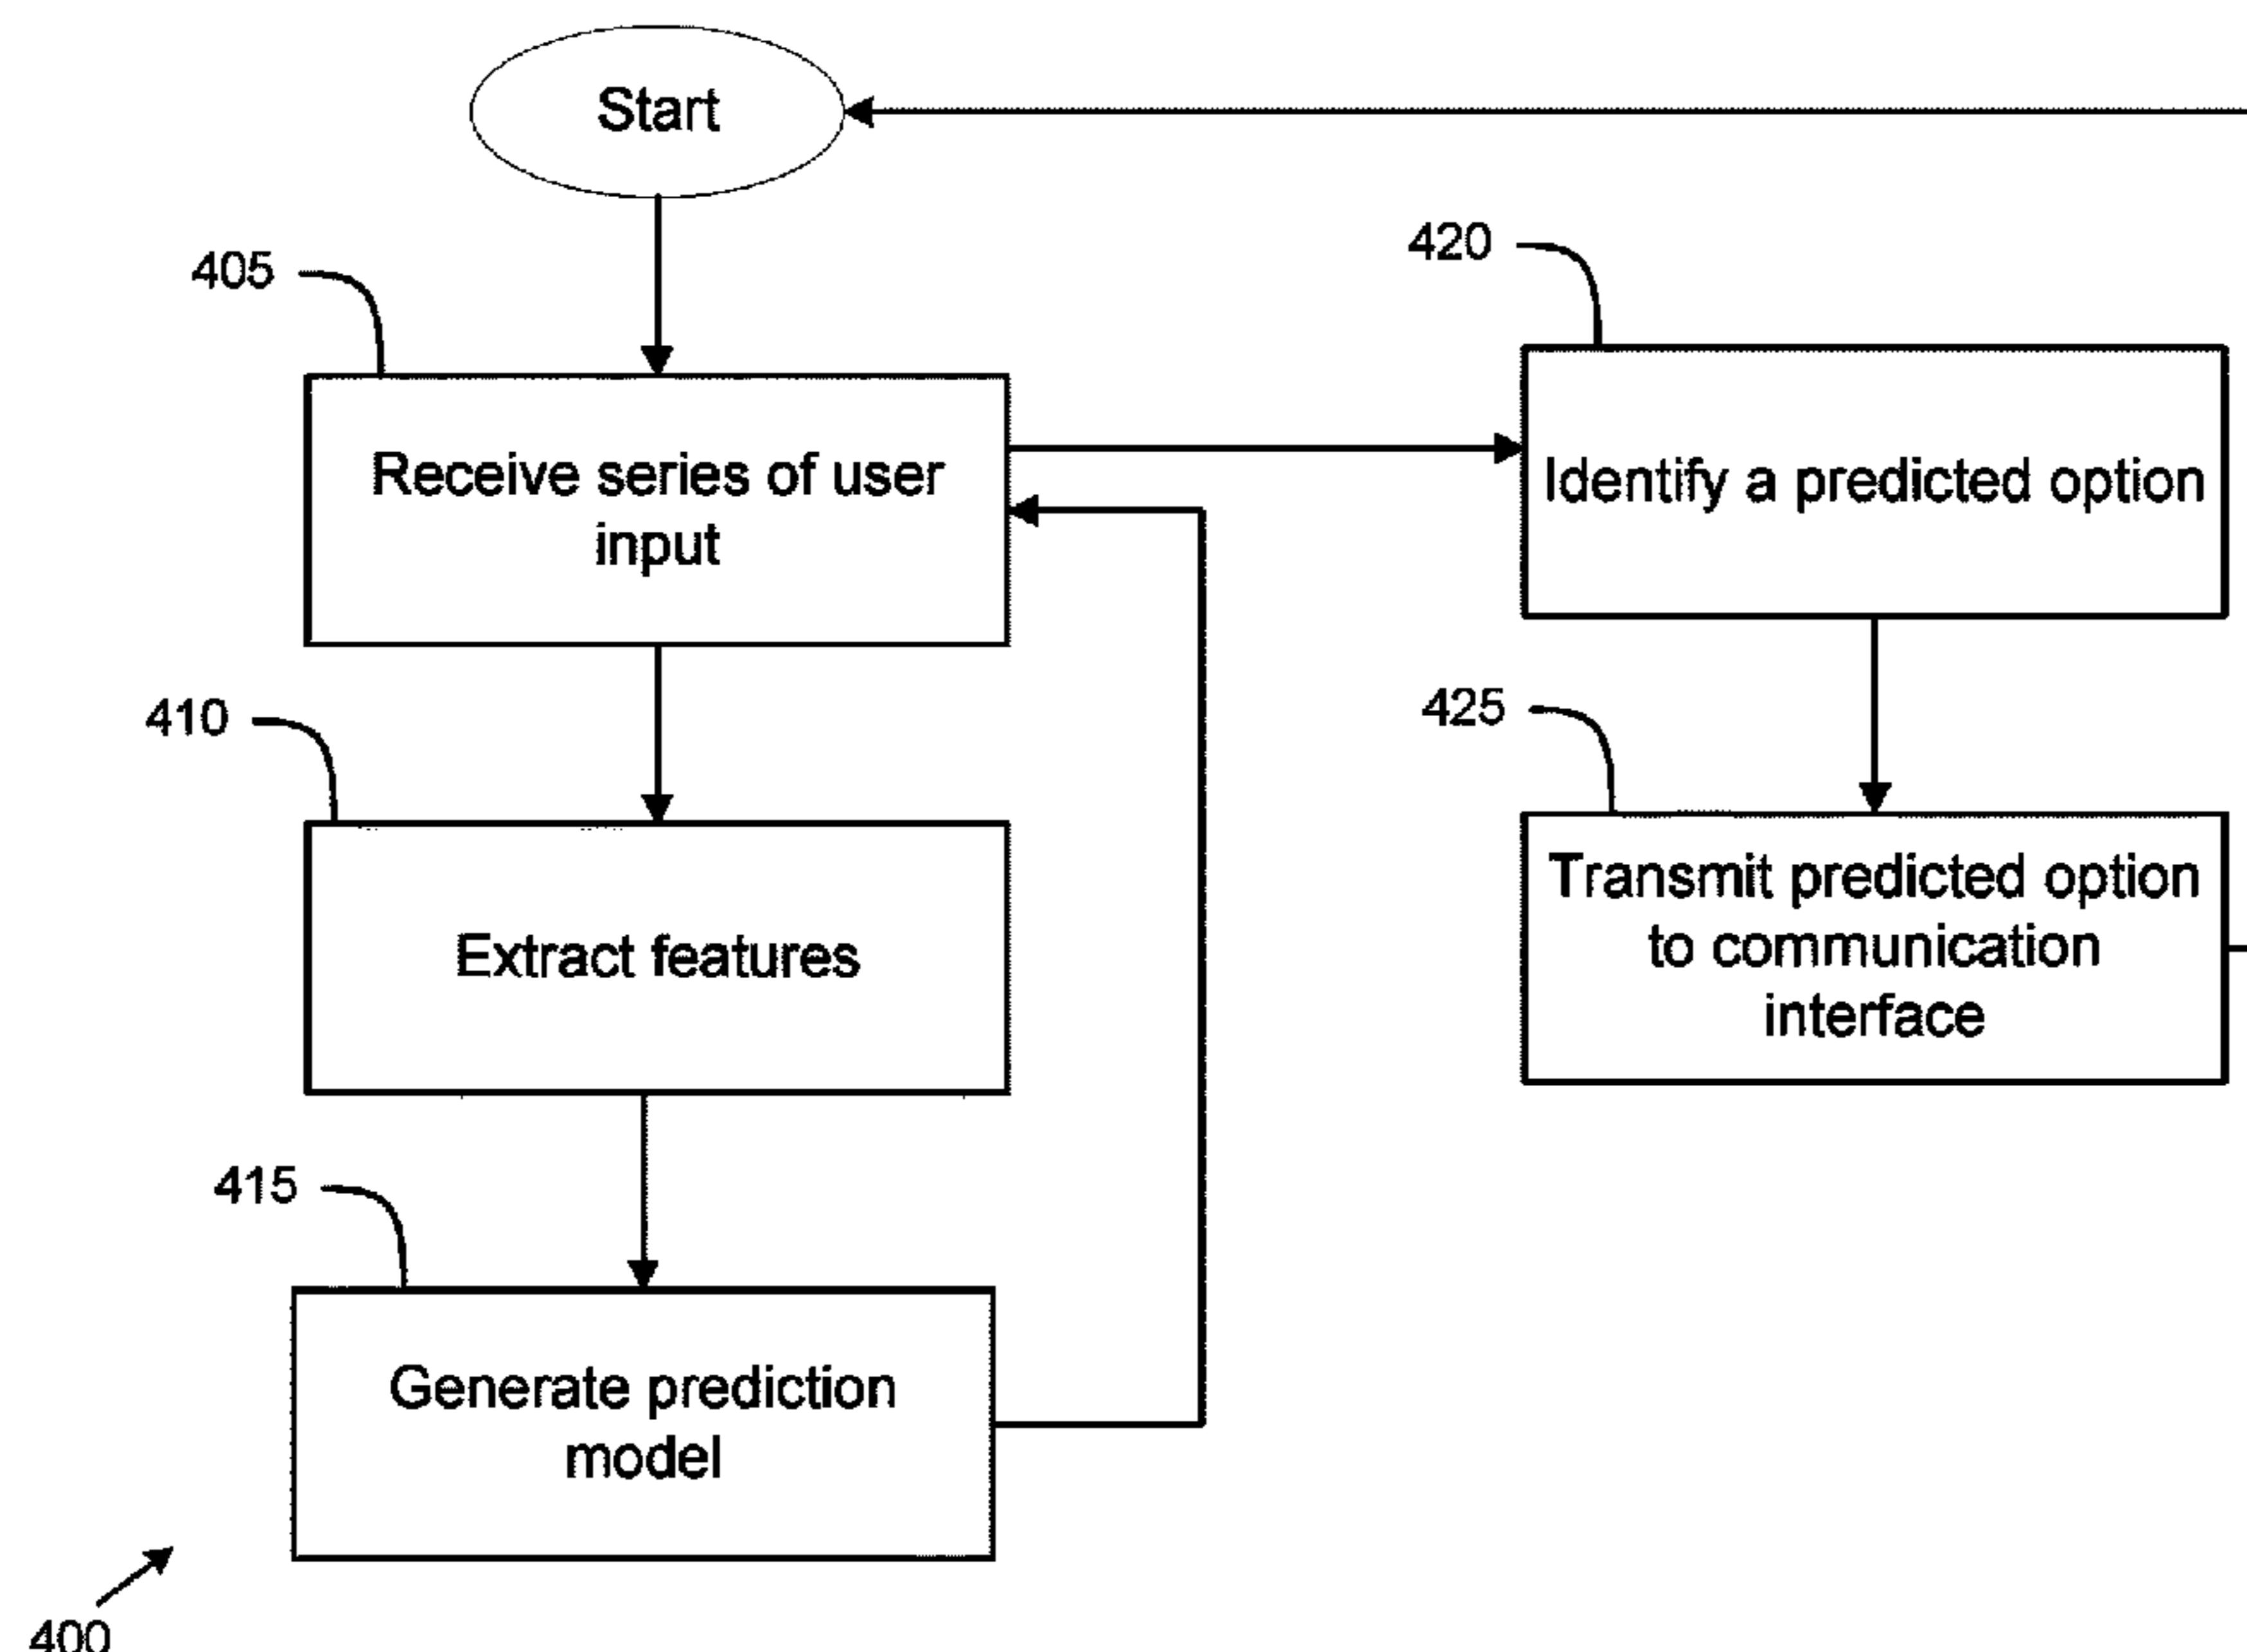 Start
405
Receive series of user
input
410
Extract features
415
Generate prediction
model
400
420
Identify a predicted option
425
Transmit predicted option
to communication
interface